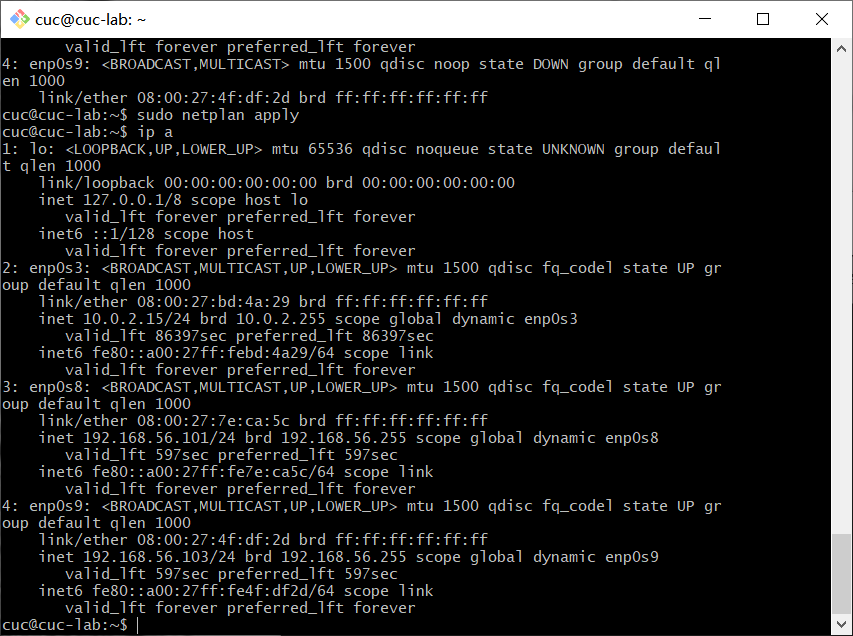 cuc@cuc-lab: ~
valid_lft forever preferred_lft forever
4: enp0s9: <BROADCAST,MULTICAST> mtu 1500 qdisc noop state DOWN group default ql
en 1000
link/ether 08:00:27:4f:df:2d brd ff:ff:ff:ff:ff:ff
cuc@cuc-lab:~$ sudo netplan apply
cuc@cuc-lab:~$ ip a
1: lo: <LOOPBACK,UP,LOWER_UP> mtu 65536 qdisc noqueue state UNKNOWN group defaul
t qlen 1000
link/loopback 00:00:00:00:00:00 brd 00:00:00:00:00:00
inet 127.0.0.1/8 scope host lo
valid_lft forever preferred_lft forever
inet6 ::1/128 scope host
valid_lft forever preferred_lft forever
2: enp0s3: <BROADCAST,MULTICAST,UP,LOWER_UP> mtu 1500 qdisc fq_codel state UP gr
oup default qlen 1000
link/ether 08:00:27:bd:4a:29 brd ff:ff:ff:ff:ff:ff
inet 10.0.2.15/24 brd 10.0.2.255 scope global dynamic enp0s3
valid_lft 86397sec preferred_lft 86397sec
inet6 fe80::a00:27ff:febd:4a29/64 scope link
valid_lft forever preferred_lft forever
3: enp0s8: <BROADCAST,MULTICAST,UP,LOWER_UP> mtu 1500 qdisc fq_codel state UP gr
oup default qlen 1000
link/ether 08:00:27:7e:ca:5c brd ff:ff:ff:ff:ff:ff
inet 192.168.56.101/24 brd 192.168.56.255 scope global dynamic enp0s8
valid_lft 597sec preferred_lft 597sec
inet6 fe80::a00:27ff:fe7e:ca5c/64 scope link
valid_lft forever preferred_lft forever
4: enp0s9: <BROADCAST,MULTICAST,UP,LOWER_UP> mtu 1500 qdisc fq_codel state UP gr
oup default qlen 1000
link/ether 08:00:27:4f:df:2d brd ff:ff:ff:ff:ff:ff
inet 192.168.56.103/24 brd 192.168.56.255 scope global dynamic enp0s9
valid_lft 597sec preferred_lft 597sec
inet6 fe80::a00:27ff:fe4f:df2d/64 scope link
valid_lft forever preferred_lft forever
cuc@cuc-lab:~$